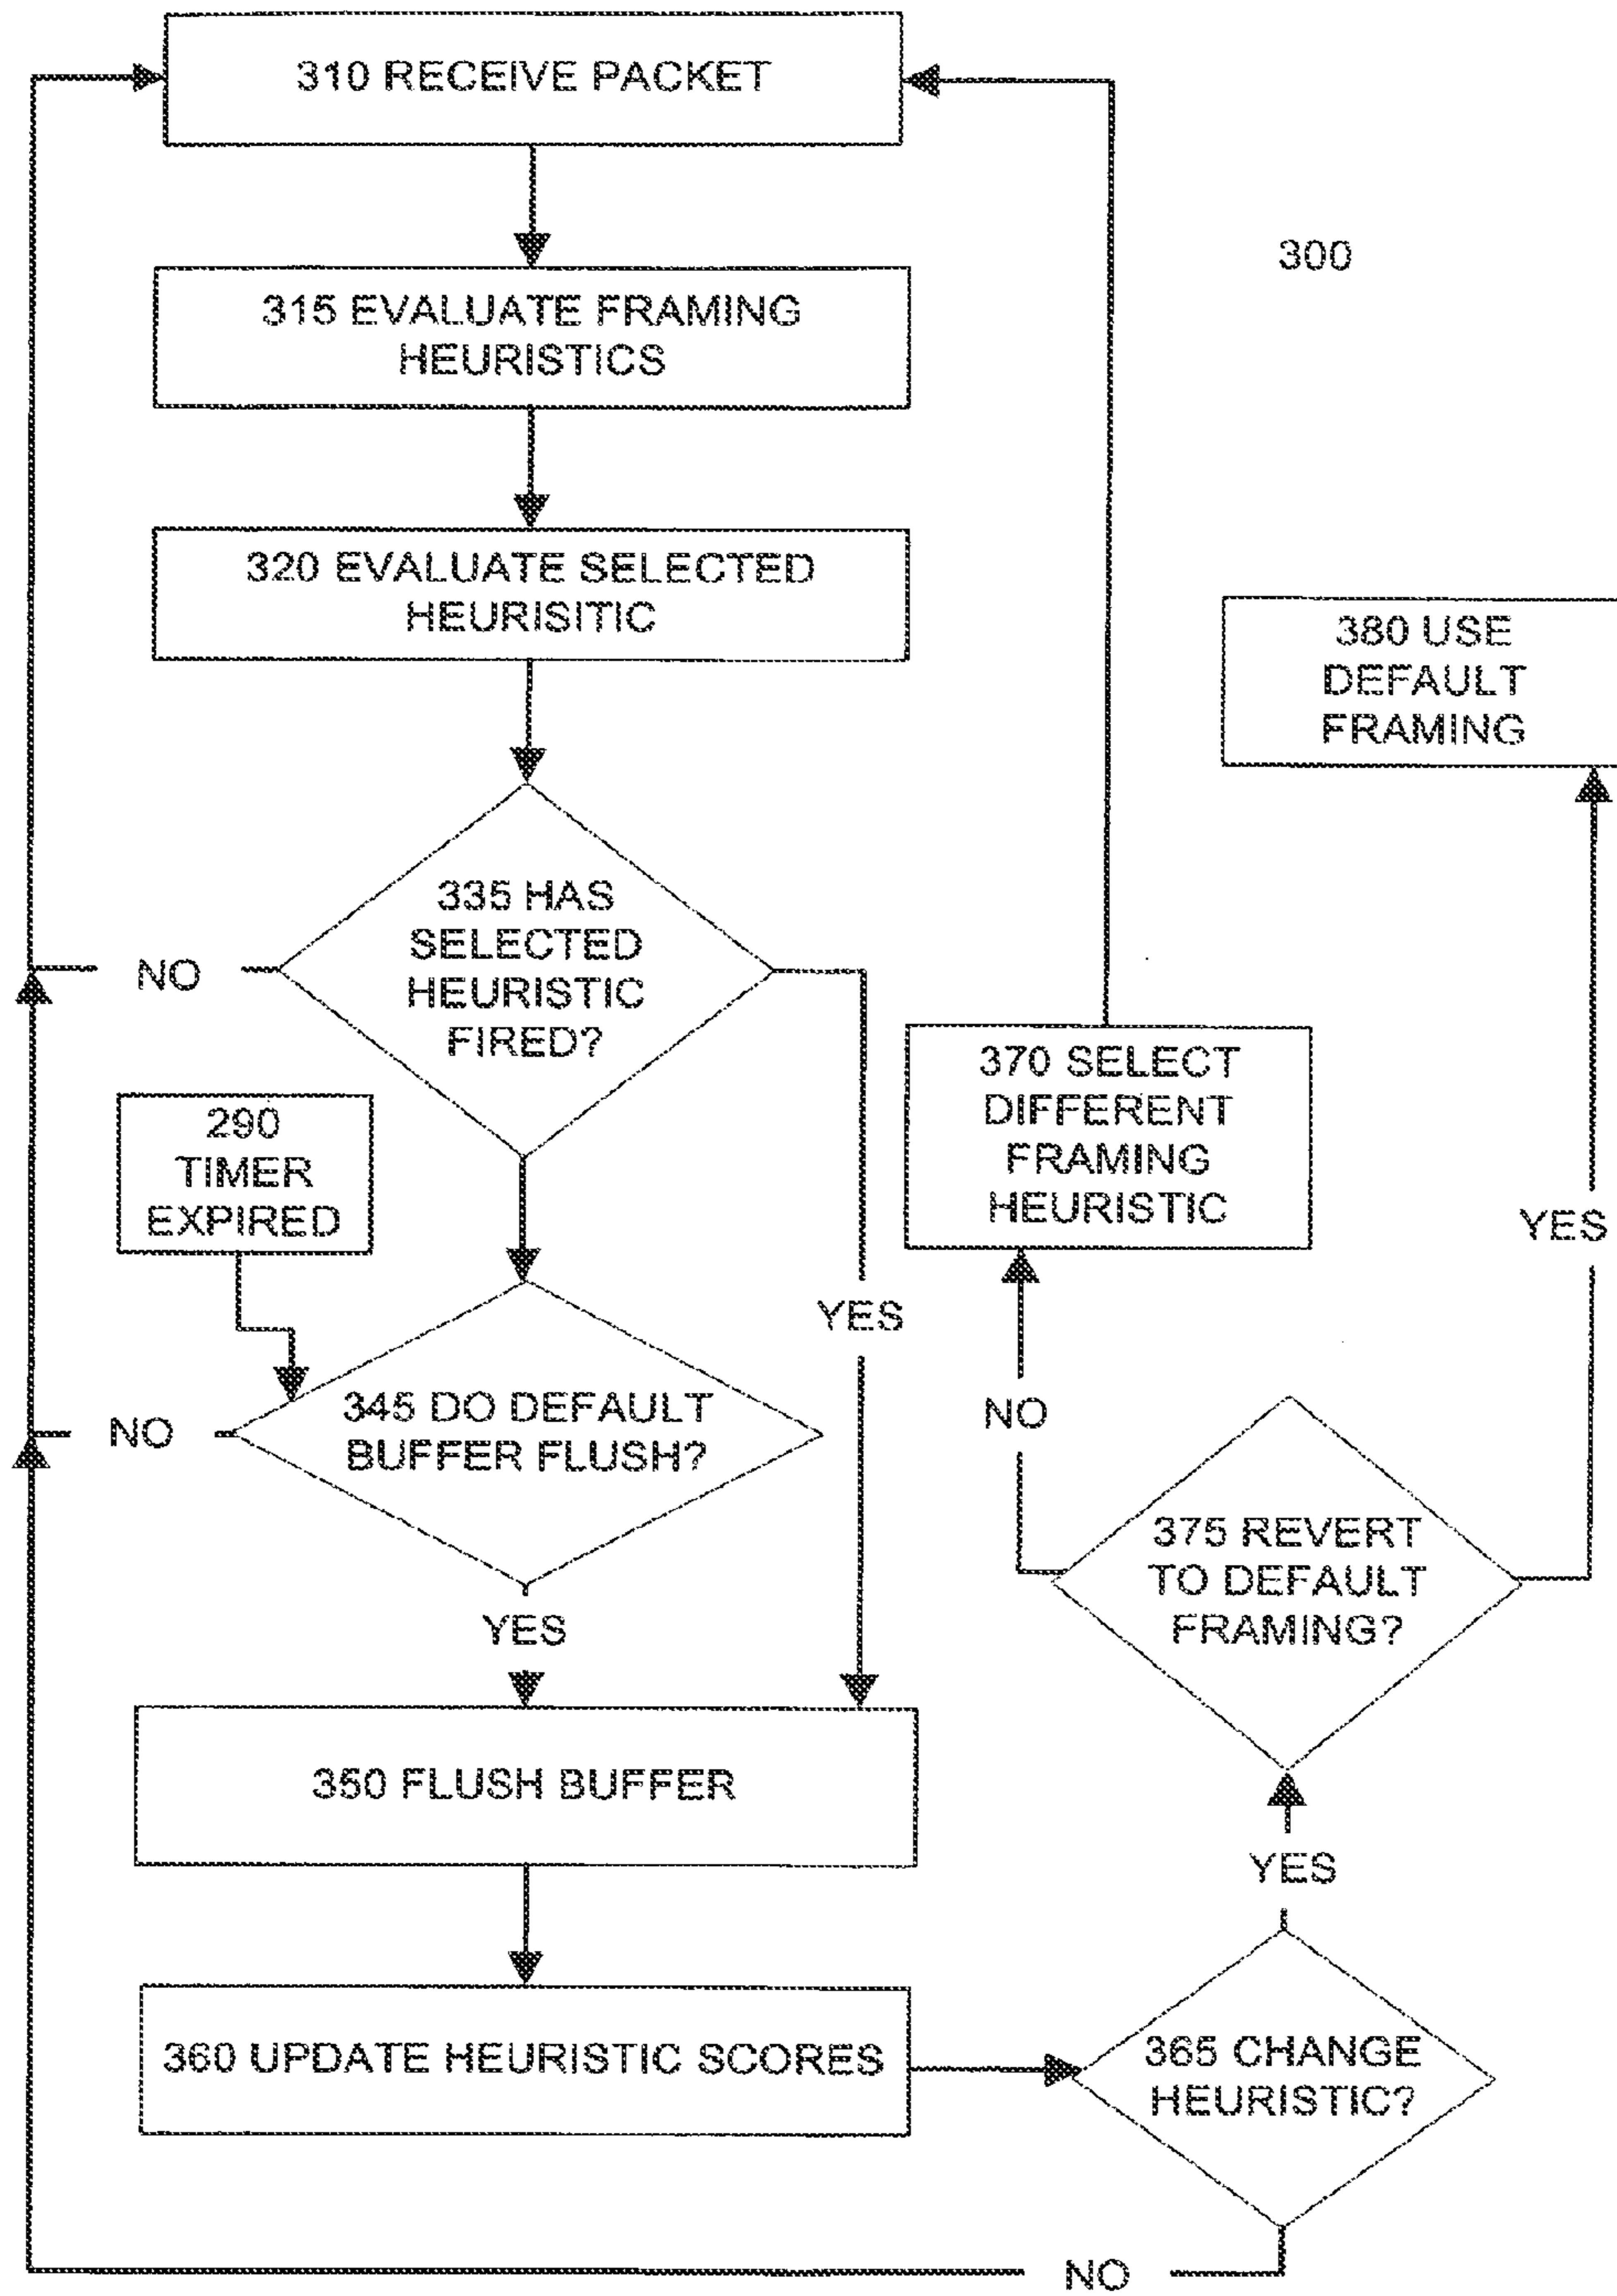 310 RECEIVE PACKET
300
315 EVALUATE FRAMING
HEURISTICS
320 EVALUATE SELECTED
HEURISITIC
380 USE
DEFAULT
FRAMING
335 HAS
SELECTED
HEURISTIC
FIRED?
NO
370 SELECT
DIFFERENT
FRAMING
HEURISTIC
290
TIMER
EXPIRED
YES
YES
345 DO DEFAULT
BUFFER FLUSH?
NO
NO
375 REVERT
TO DEFAULT
FRAMING?
YES
350 FLUSH BUFFER
YES
360 UPDATE HEURISTIC SCORES
365 CHANGE
HEURISTIC?
NO